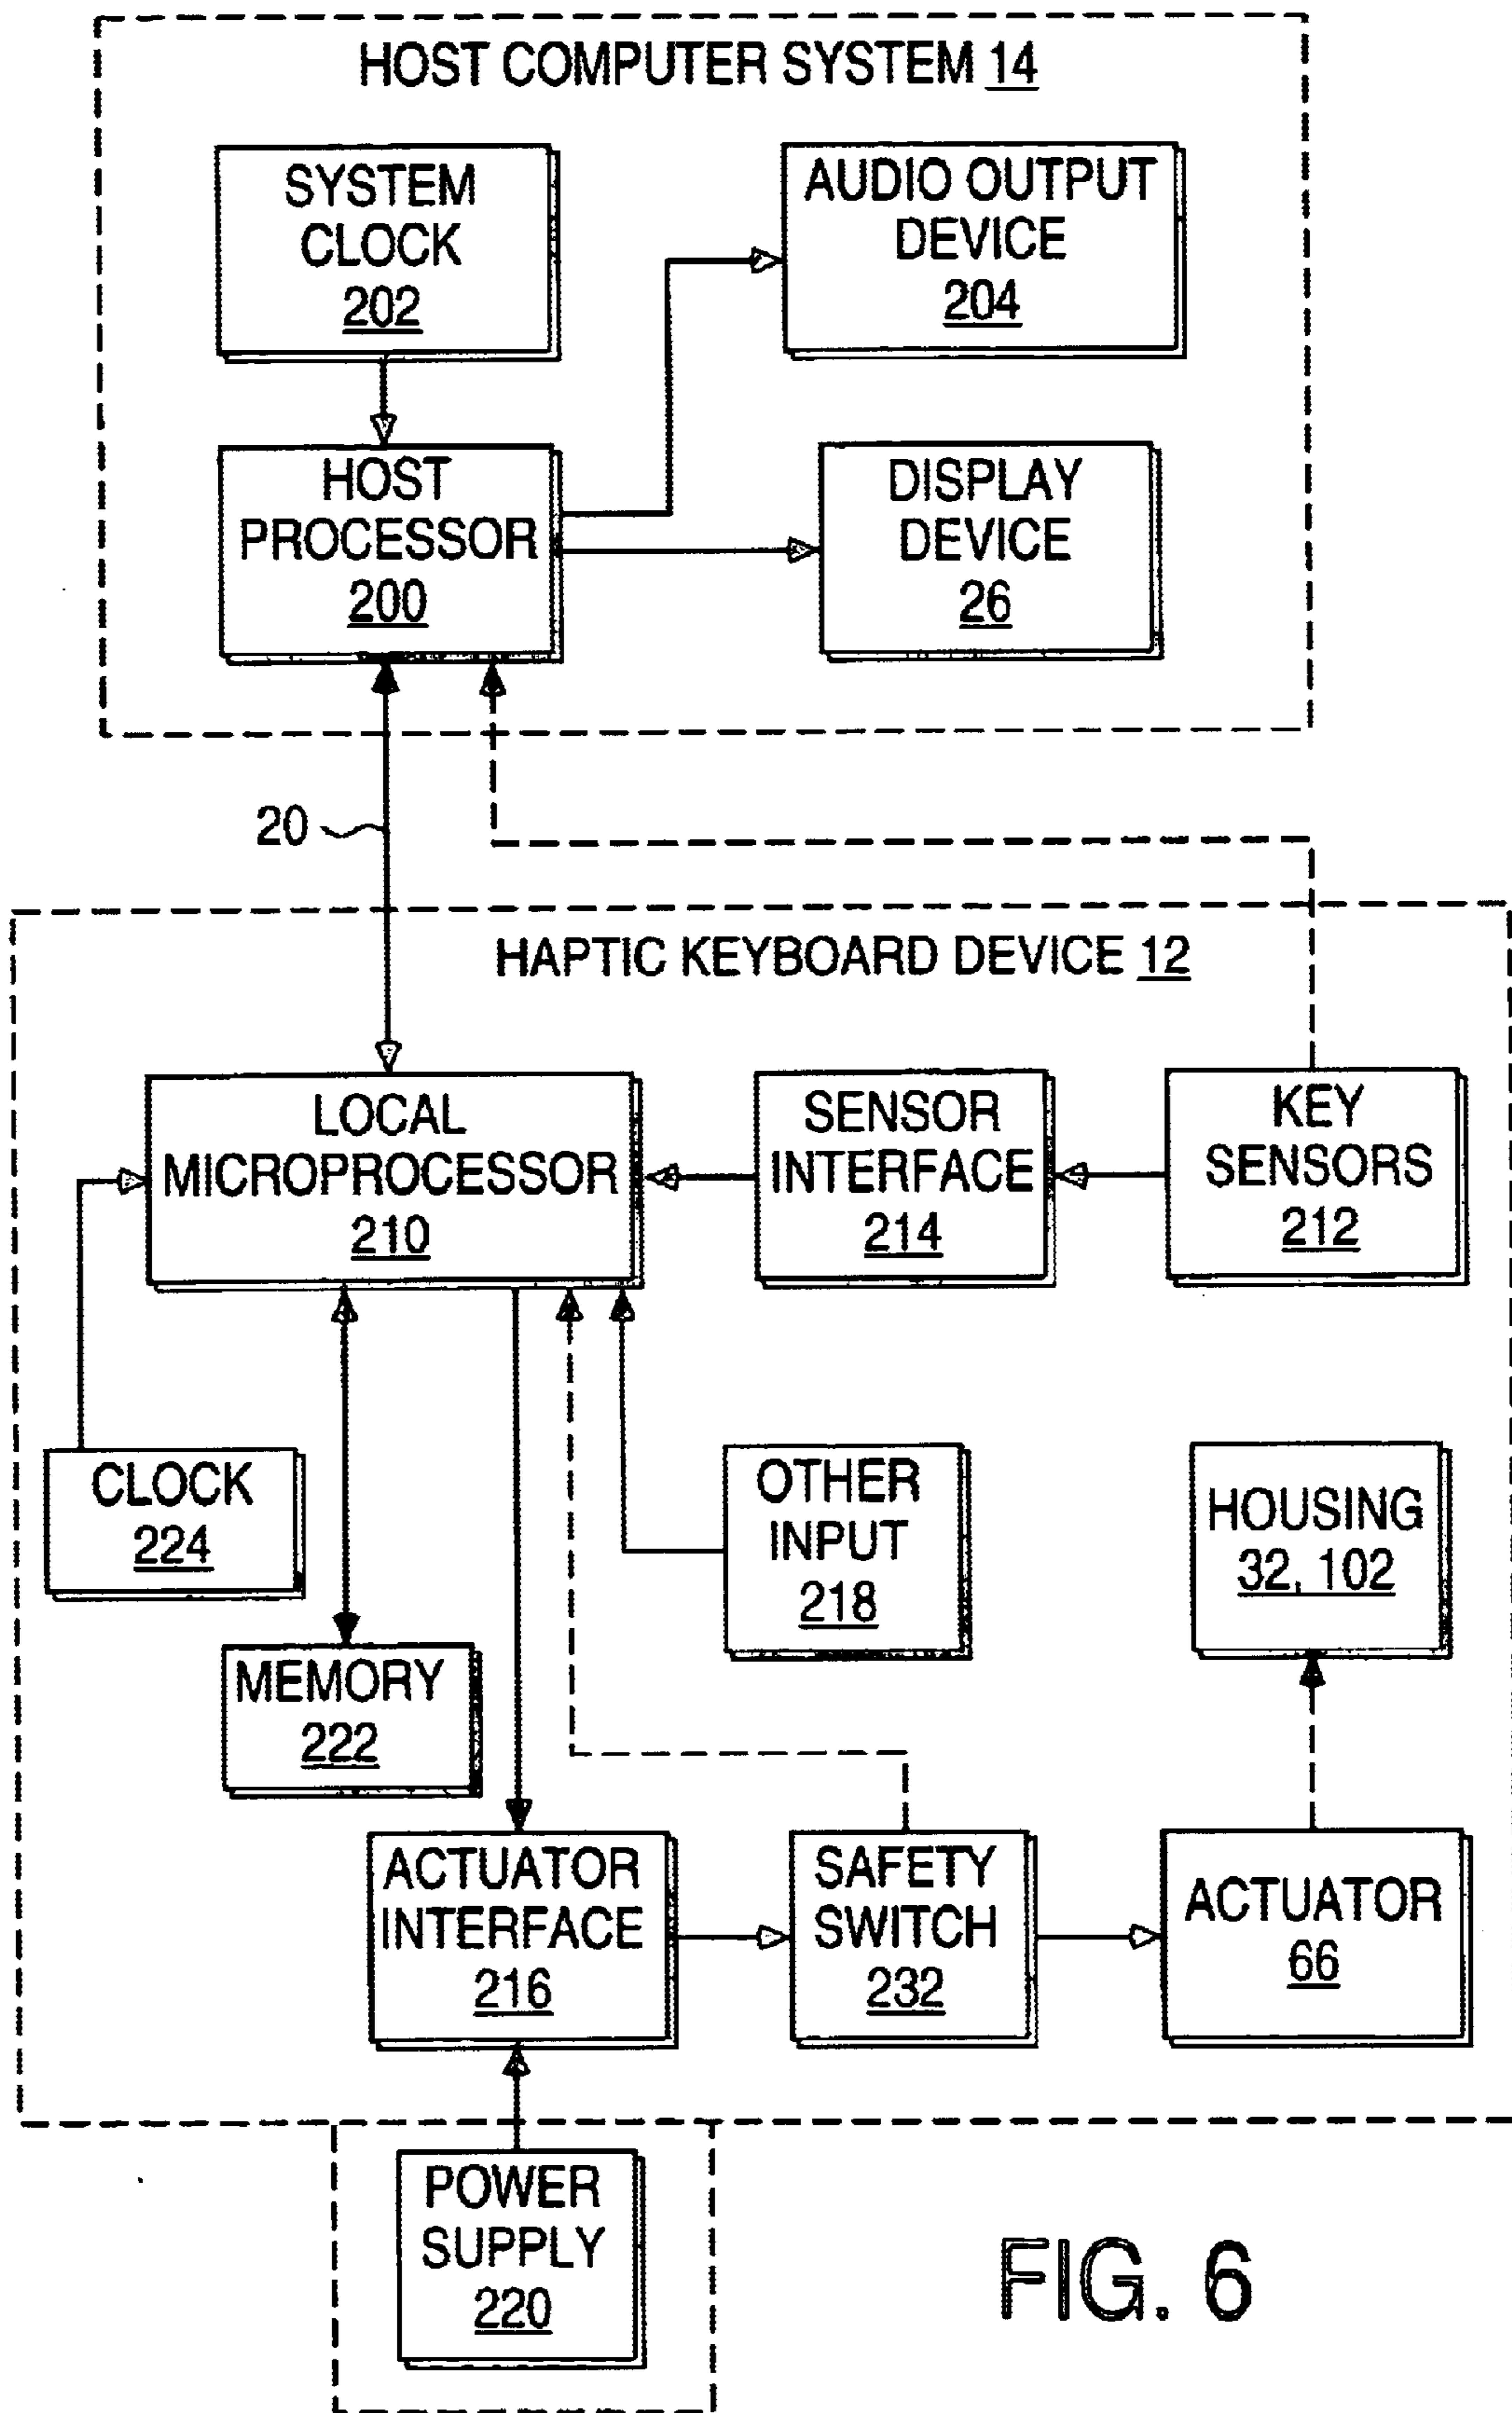 HOST COMPUTER SYSTEM 14
SYSTEM
CLOCK
202
AUDIO OUTPUT
DEVICE
204
HOST
PROCESSOR
200
DISPLAY
DEVICE
26
20
HAPTIC KEYBOARD DEVICE 12
LOCAL
MICROPROCESSOR
210
SENSOR
INTERFACE
214
KEY
SENSORS
212
CLOCK
224
OTHER
INPUT
218
HOUSING
32, 102
MEMORY
222
ACTUATOR
INTERFACE
216
SAFETY
SWITCH
232
ACTUATOR
66
POWER
SUPPLY
220
FIG. 6